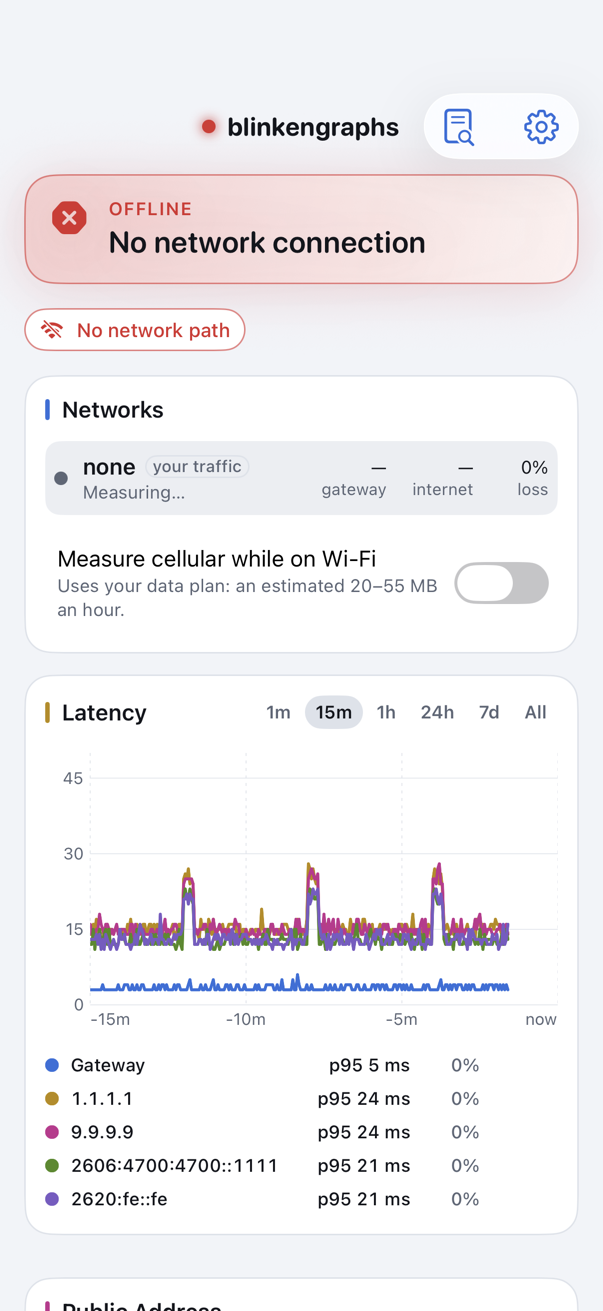 blinkengraphs
OFFLINE
No network connection
No network path
Networks
none your traffic — — 0%
Measuring... gateway internet loss
Measure cellular while on Wi-Fi
Uses your data plan: an estimated 20–55 MB
an hour.
Latency 1m 15m 1h 24h 7d All
45
30
15
0
-15m -10m -5m now
Gateway p95 5 ms 0%
1.1.1.1 p95 24 ms 0%
9.9.9.9 p95 24 ms 0%
2606:4700:4700::1111 p95 21 ms 0%
2620:fe::fe p95 21 ms 0%
Public Address